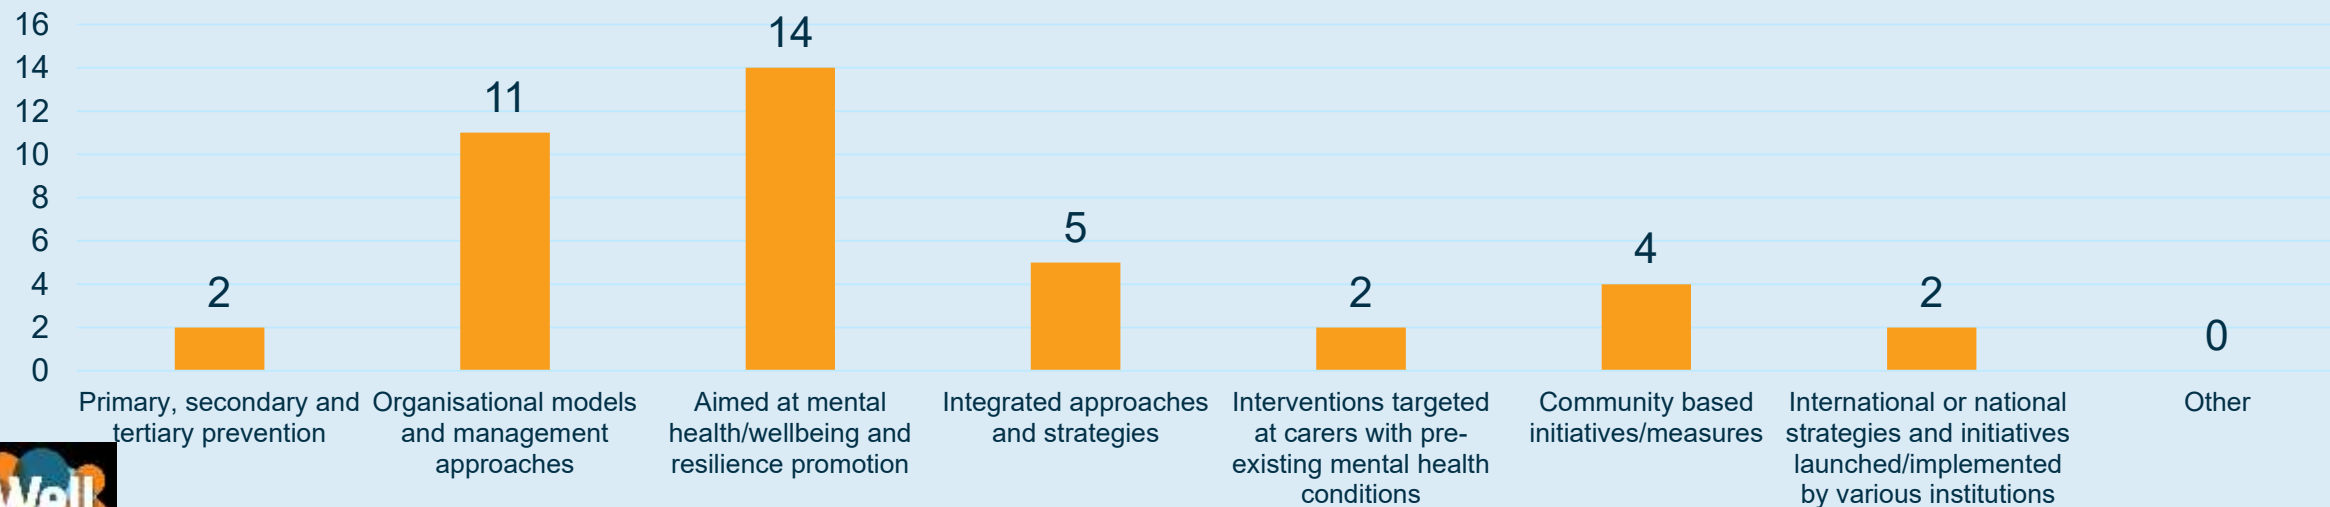 16
14
12
10
8
6
4
2
0
2
11
14
5
2
4
2
0
Primary, secondary and
tertiary prevention
Organisational models
and management
approaches
Aimed at mental
health/wellbeing and
resilience promotion
Integrated approaches
and strategies
Interventions targeted
at carers with pre-
existing mental health
conditions
Community based
initiatives/measures
International or national
strategies and initiatives
launched/implemented
by various institutions
Other
Well